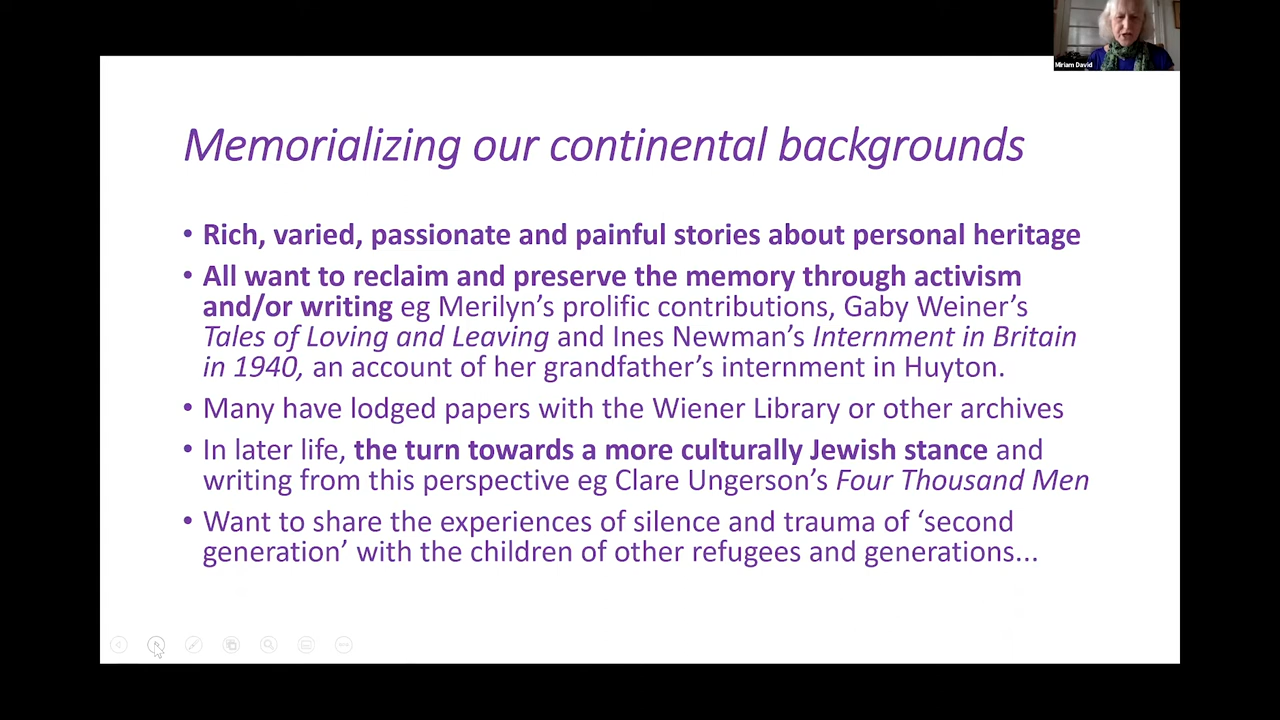 Miriam David
Memorializing our continental backgrounds
• Rich, varied, passionate and painful stories about personal heritage
• All want to reclaim and preserve the memory through activism
and/or writing eg Merilyn’s prolific contributions, Gaby Weiner’s
Tales of Loving and Leaving and Ines Newman’s Internment in Britain
in 1940, an account of her grandfather’s internment in Huyton.
• Many have lodged papers with the Wiener Library or other archives
• In later life, the turn towards a more culturally Jewish stance and
writing from this perspective eg Clare Ungerson’s Four Thousand Men
• Want to share the experiences of silence and trauma of ‘second
generation’ with the children of other refugees and generations...